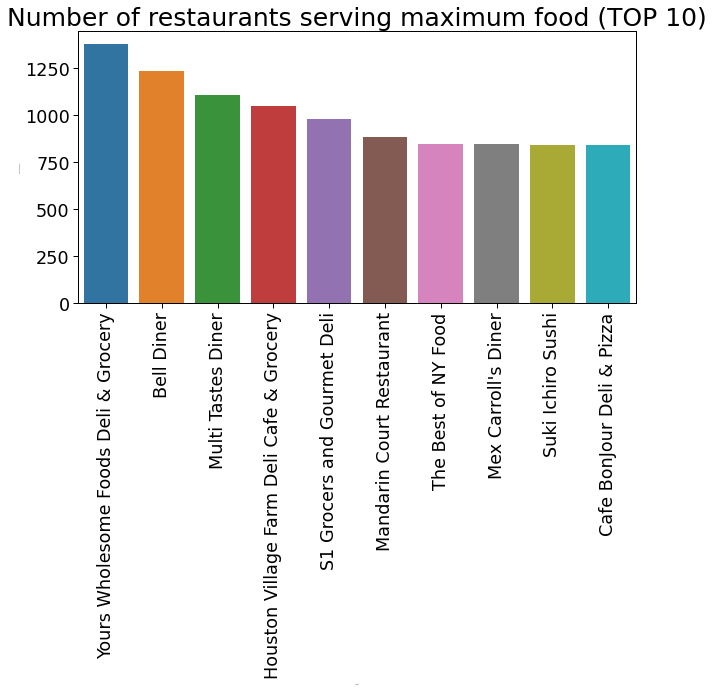 Number of restaurants serving maximum food (TOP 10)
1250
1000
750
500
250
0
Yours Wholesome Foods Deli & Grocery
Bell Diner
Multi Tastes Diner
Houston Village Farm Deli Cafe & Grocery
S1 Grocers and Gourmet Deli
Mandarin Court Restaurant
The Best of NY Food
Mex Carroll's Diner
Suki Ichiro Sushi
Cafe BonJour Deli & Pizza